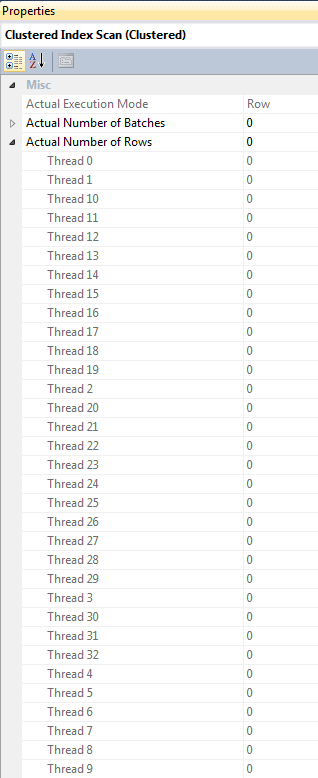 Properties
Clustered Index Scan (Clustered)
Misc
Actual Execution Mode Row
Actual Number of Batches 0
Actual Number of Rows 0
Thread 0 0
Thread 1 0
Thread 10 0
Thread 11 0
Thread 12 0
Thread 13 0
Thread 14 0
Thread 15 0
Thread 16 0
Thread 17 0
Thread 18 0
Thread 19 0
Thread 2 0
Thread 20 0
Thread 21 0
Thread 22 0
Thread 23 0
Thread 24 0
Thread 25 0
Thread 26 0
Thread 27 0
Thread 28 0
Thread 29 0
Thread 3 0
Thread 30 0
Thread 31 0
Thread 32 0
Thread 4 0
Thread 5 0
Thread 6 0
Thread 7 0
Thread 8 0
Thread 9 0